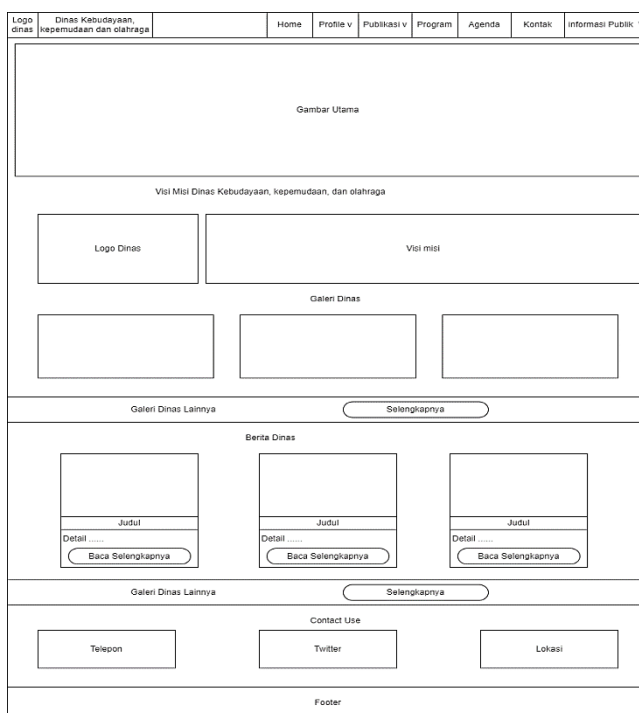 Logo dinas
Dinas Kebudayaan, kepemudaan dan olahraga
Home
Profile v
Publikasi v
Program
Agenda
Kontak
informasi Publik
Gambar Utama
Visi Misi Dinas Kebudayaan, kepemudaan, dan olahraga
Logo Dinas
Visi misi
Galeri Dinas
Galeri Dinas Lainnya
Selengkapnya
Berita Dinas
Judul
Judul
Judul
Detail ......
Detail ......
Detail ......
Baca Selengkapnya
Baca Selengkapnya
Baca Selengkapnya
Galeri Dinas Lainnya
Selengkapnya
Contact Use
Telepon
Twitter
Lokasi
Footer